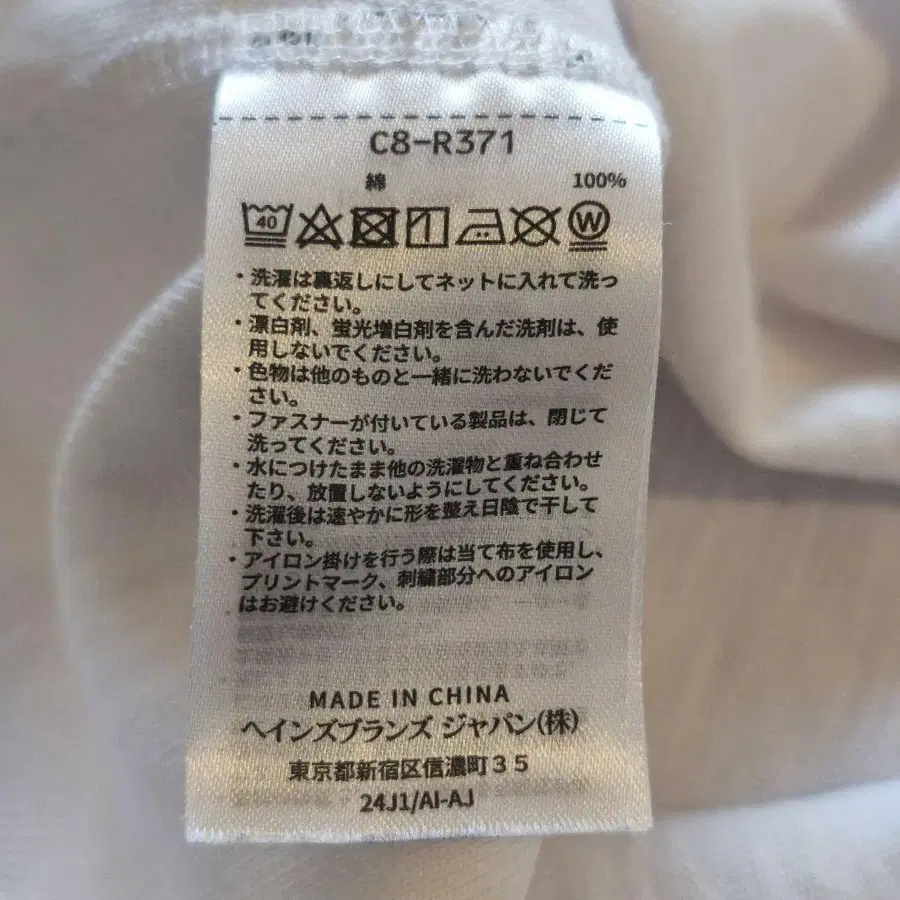 C8-R371
綿 100%
40 W
・洗濯は裏返しにしてネットに入れて洗っ
てください。
・漂白剤、蛍光増白剤を含んだ洗剤は、使
用しないでください。
・色物は他のものと一緒に洗わないでくだ
さい。
・ファスナーが付いている製品は、閉じて
洗ってください。
・水につけたまま他の洗濯物と重ね合わせ
たり、放置しないようにしてください。
・洗濯後は速やかに形を整え日陰で干して
下さい。
・アイロン掛けを行う際は当て布を使用し、
プリントマーク、刺繍部分へのアイロン
はお避けください。
MADE IN CHINA
ヘインズブランズ ジャパン(株)
東京都新宿区信濃町35
24J1/AI-AJ